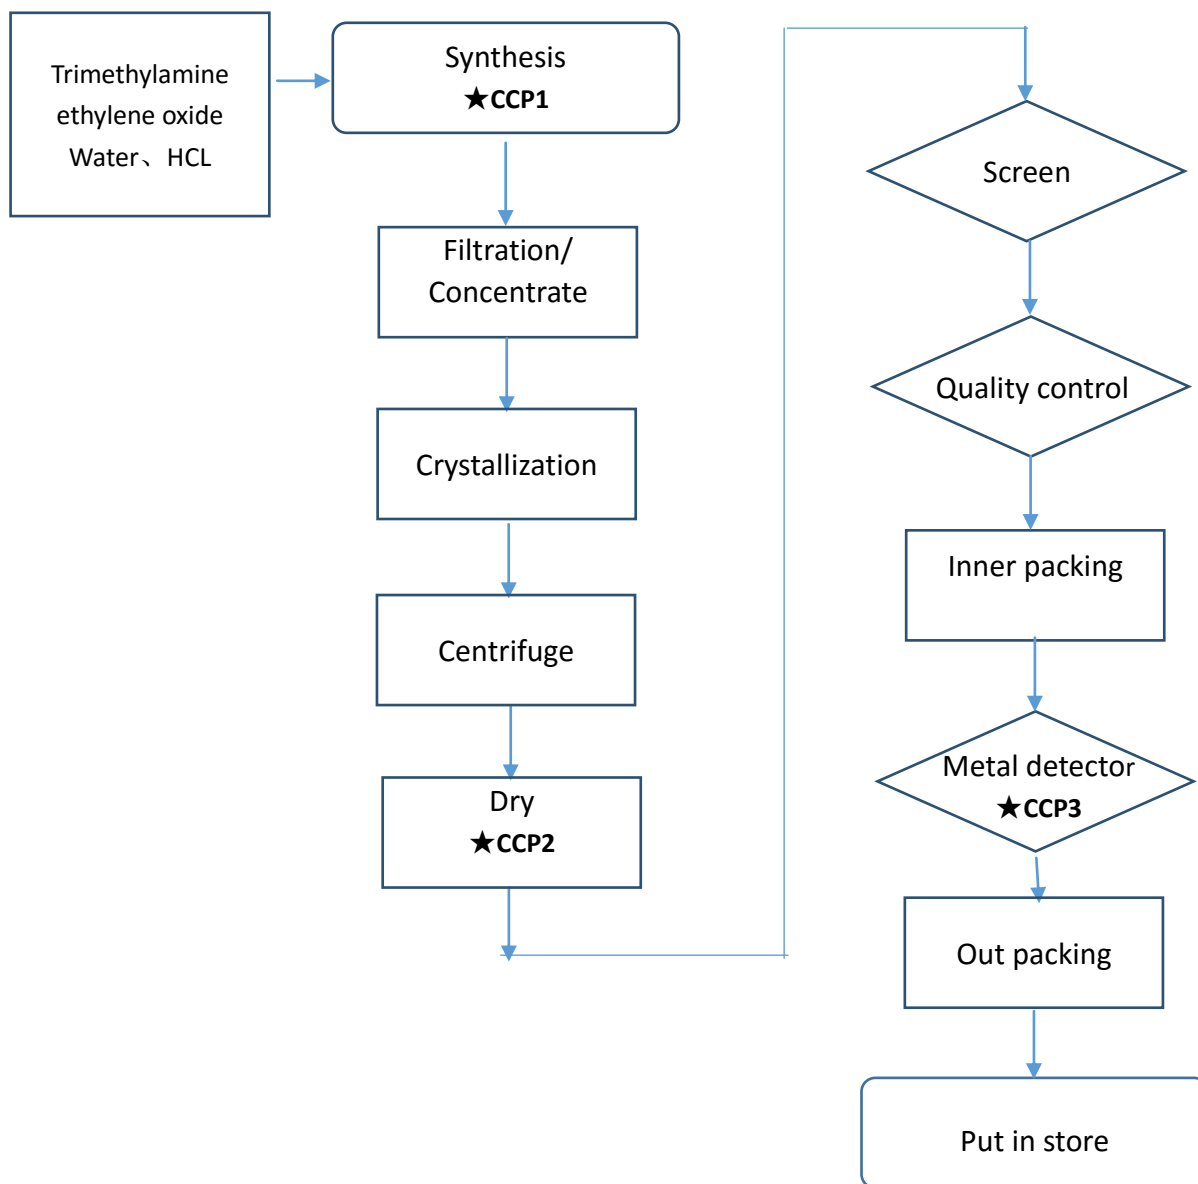 Trimethylamine
ethylene oxide
Water、HCL
Synthesis
★CCP1
Filtration/
Concentrate
Crystallization
Centrifuge
Dry
★CCP2
Screen
Quality control
Inner packing
Metal detector
★CCP3
Out packing
Put in store